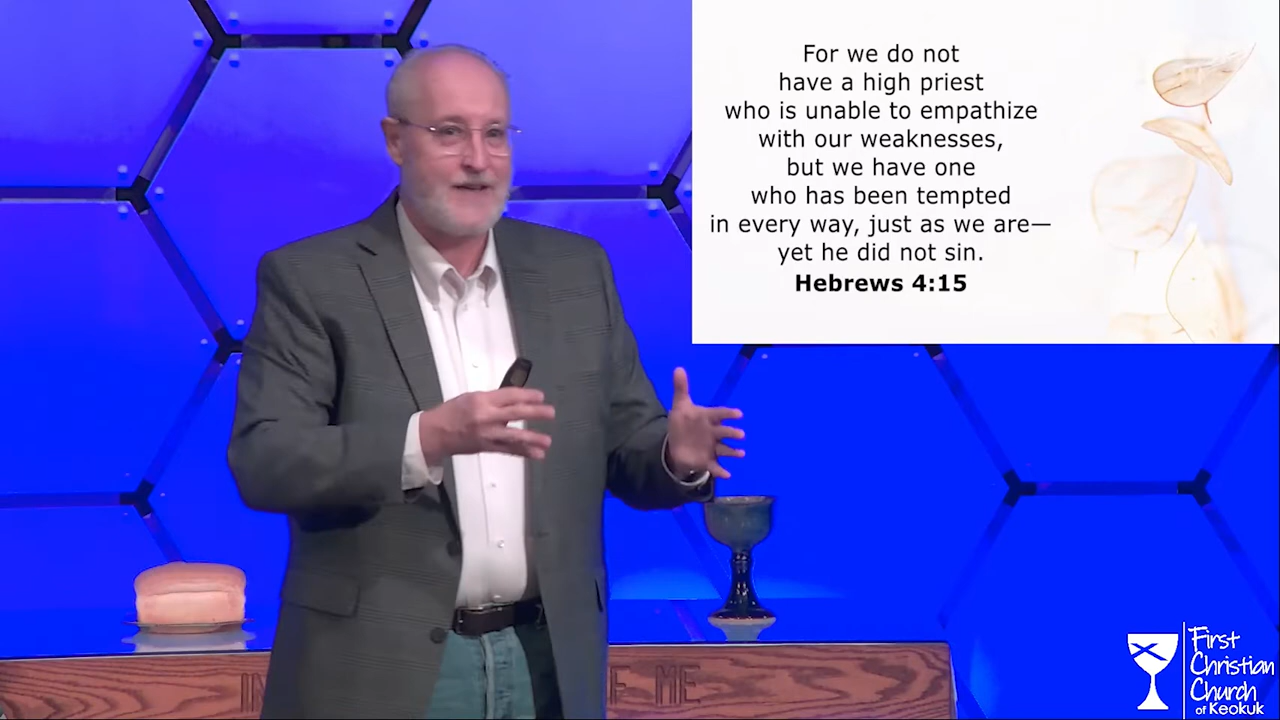 For we do not
have a high priest
who is unable to empathize
with our weaknesses,
but we have one
who has been tempted
in every way, just as we are—
yet he did not sin.
Hebrews 4:15
IN
F ME
First
Christian
Church
of Keokuk